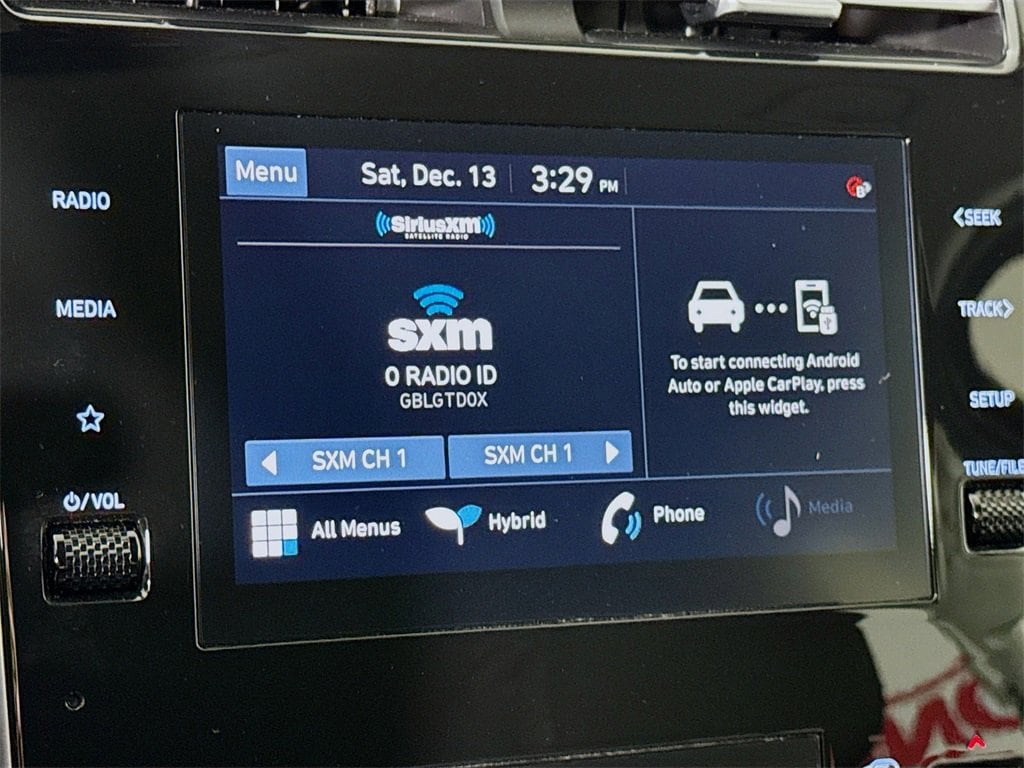 Menu
Sat, Dec. 13
3:29 PM
SiriusXM
SATELLITE RADIO
sxm
0 RADIO ID
GBLGTD0X
SXM CH 1
SXM CH 1
To start connecting Android
Auto or Apple CarPlay, press
this widget.
All Menus
Hybrid
Phone
Media
RADIO
MEDIA
/VOL
<SEEK
TRACK>
SETUP
TUNE/FILE